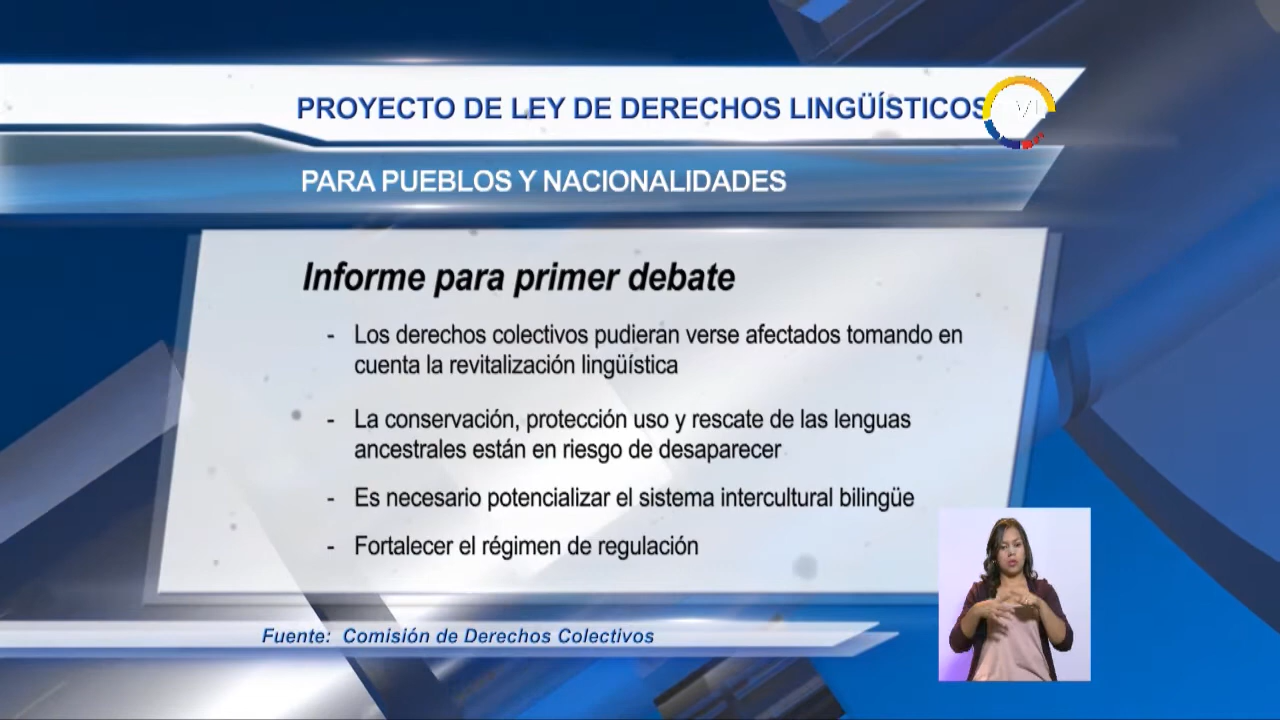 PROYECTO DE LEY DE DERECHOS LINGÜÍSTICOS
PARA PUEBLOS Y NACIONALIDADES
Informe para primer debate
- Los derechos colectivos pudieran verse afectados tomando en
cuenta la revitalización lingüística
- La conservación, protección uso y rescate de las lenguas
ancestrales están en riesgo de desaparecer
- Es necesario potencializar el sistema intercultural bilingüe
- Fortalecer el régimen de regulación
Fuente: Comisión de Derechos Colectivos